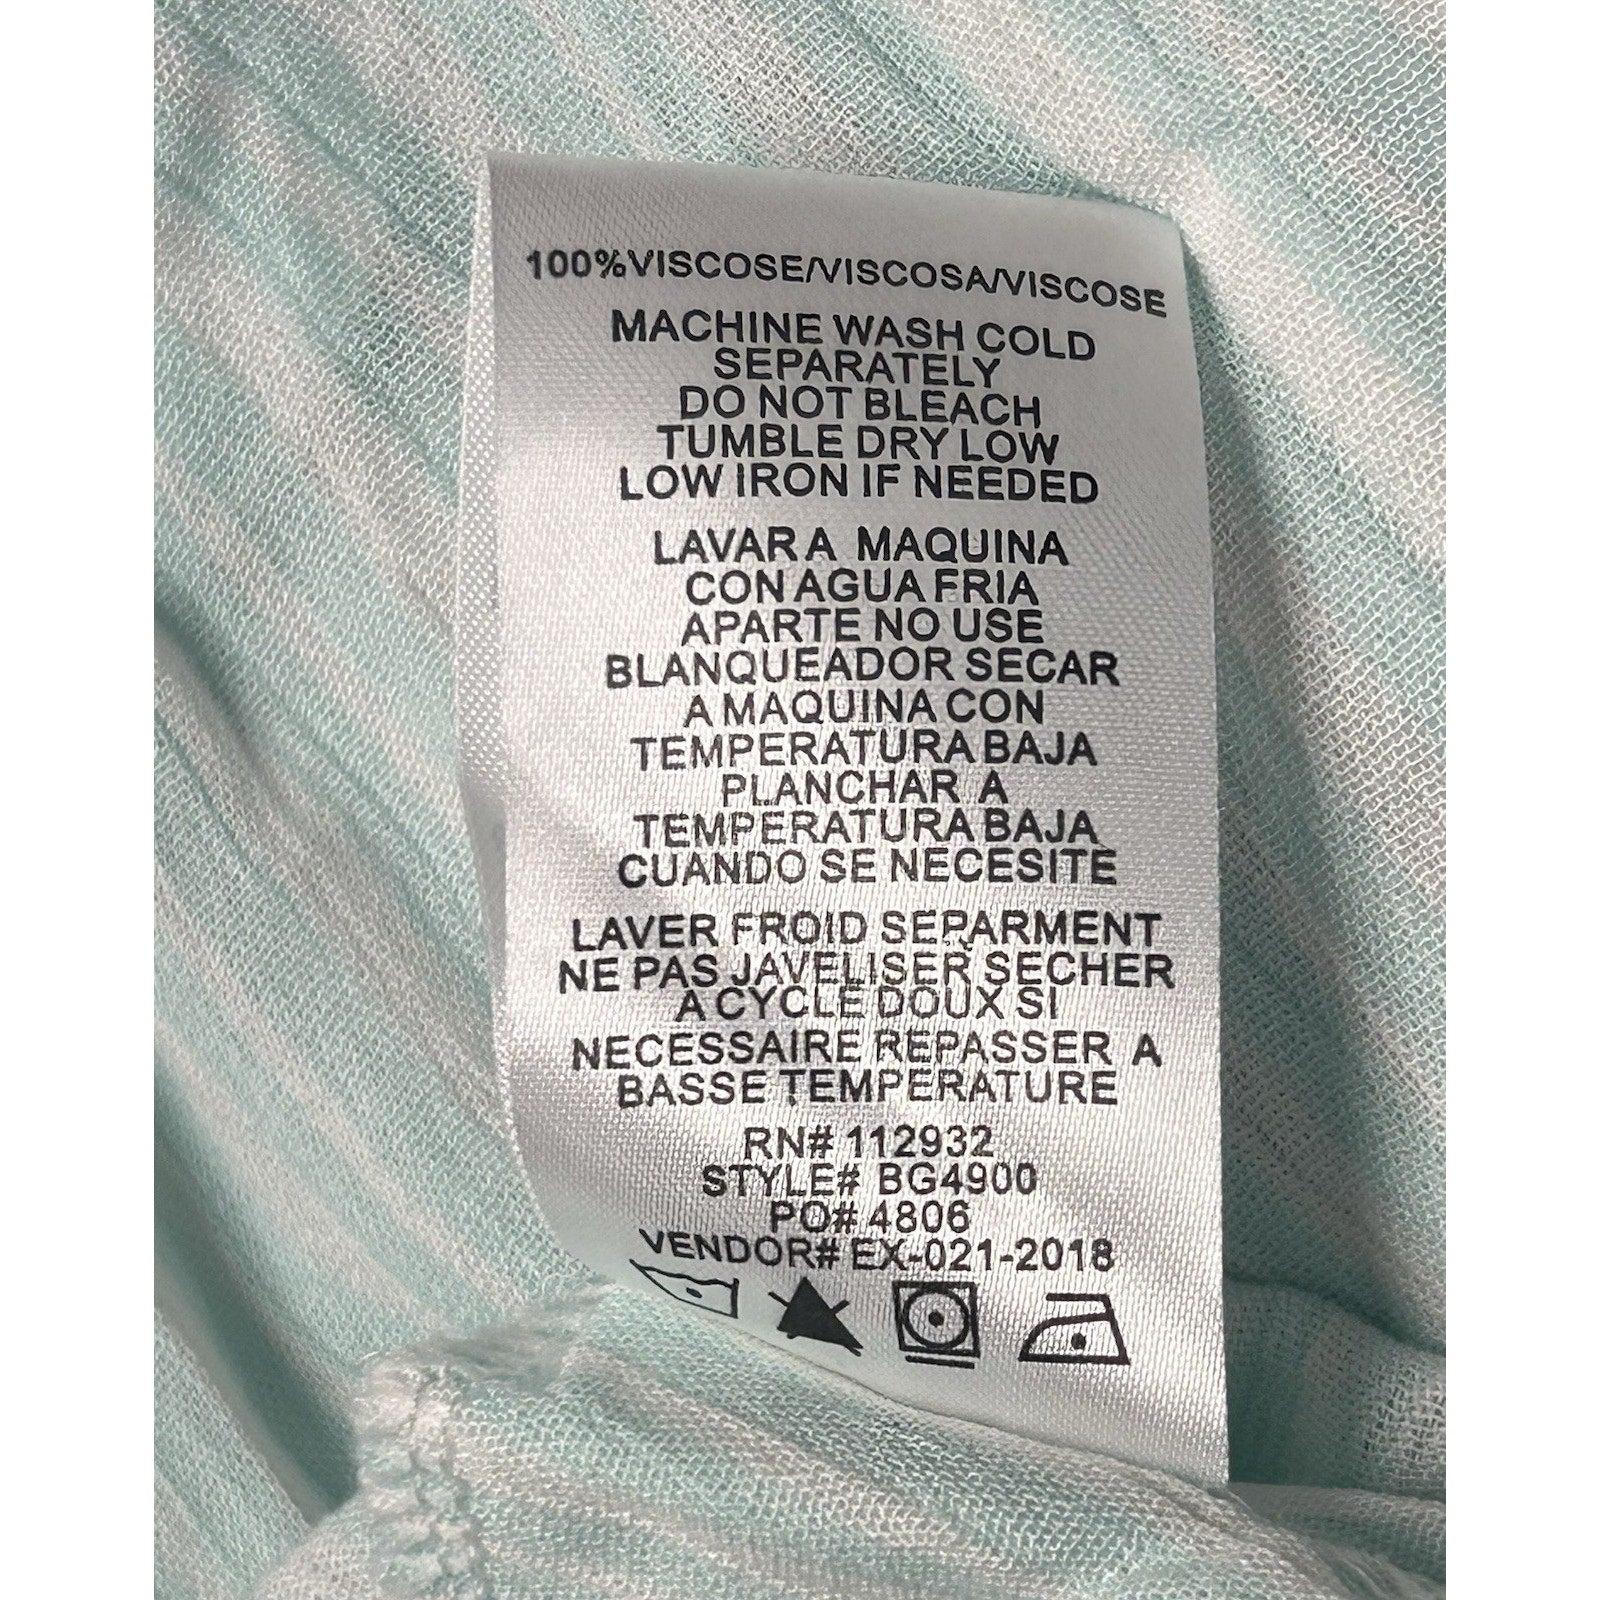 100%VISCOSE/VISCOSA/VISCOSE
MACHINE WASH COLD
SEPARATELY
DO NOT BLEACH
TUMBLE DRY LOW
LOW IRON IF NEEDED
LAVAR A MAQUINA
CON AGUA FRIA
APARTE NO USE
BLANQUEADOR SECAR
A MAQUINA CON
TEMPERATURA BAJA
PLANCHAR A
TEMPERATURA BAJA
CUANDO SE NECESITE
LAVER FROID SEPARMENT
NE PAS JAVELISER SECHER
A CYCLE DOUX SI
NECESSAIRE REPASSER A
BASSE TEMPERATURE
RN# 112932
STYLE# BG4900
PO# 4806
VENDOR# EX-021-2018